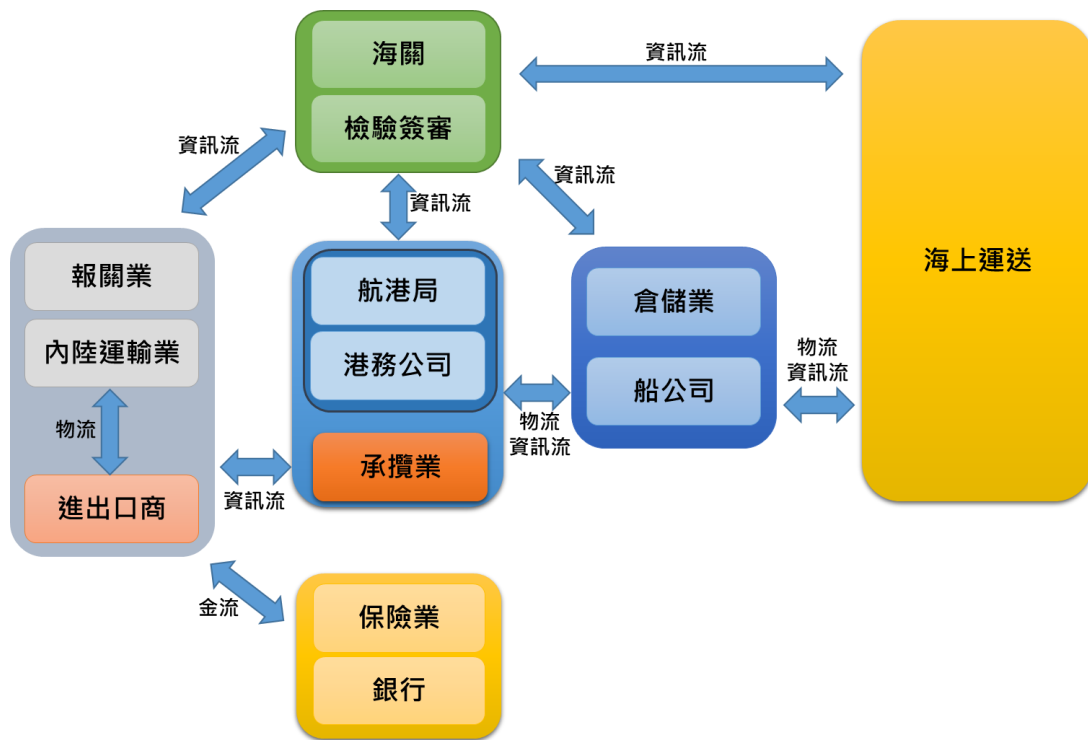 海關
檢驗簽審
資訊流
資訊流
資訊流
資訊流
海上運送
報關業
內陸運輸業
物流
進出口商
航港局
港務公司
承攬業
倉儲業
船公司
物流
資訊流
物流
資訊流
資訊流
金流
保險業
銀行